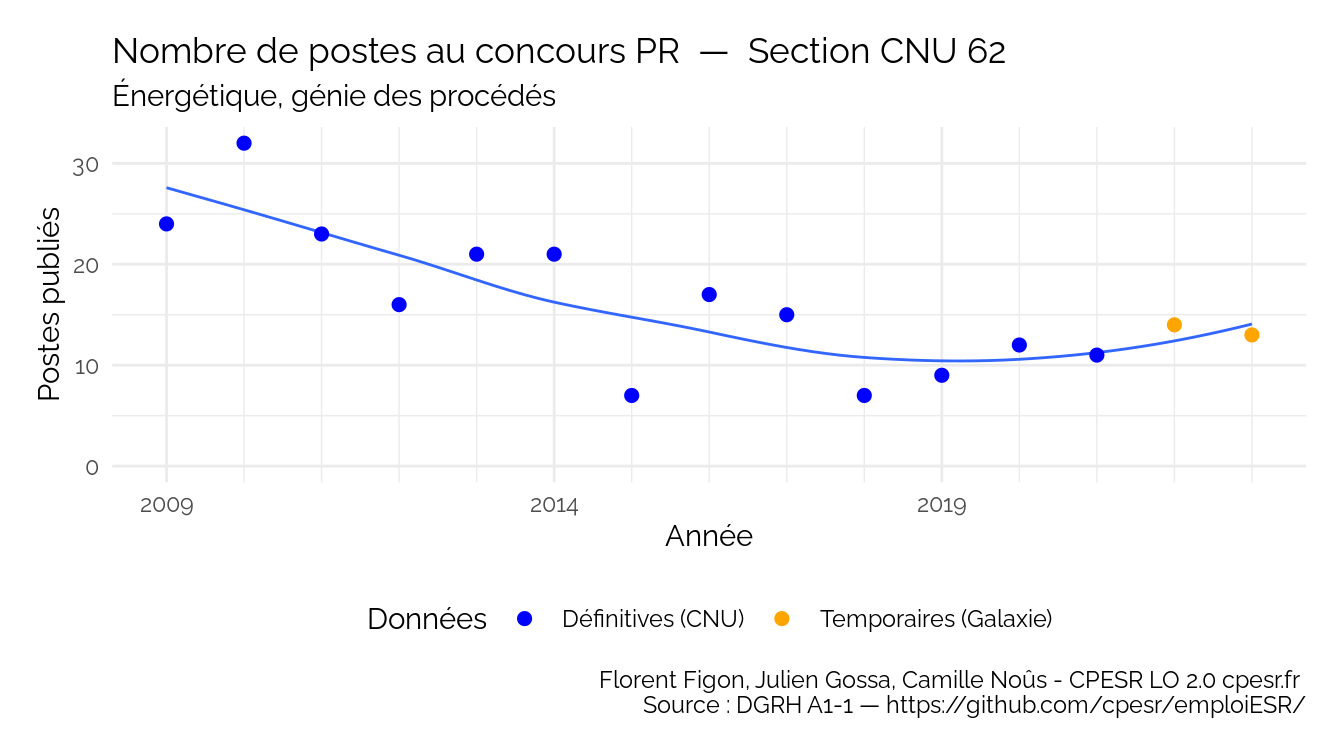 Nombre de postes au concours PR — Section CNU 62
Énergétique, génie des procédés
Postes publiés
30
20
10
0
2009
2014
2019
Année
Données
Définitives (CNU)
Temporaires (Galaxie)
Florent Figon, Julien Gossa, Camille Noûs - CPESR LO 2.0 cpesr.fr
Source : DGRH A1-1 — https://github.com/cpesr/emploiESR/